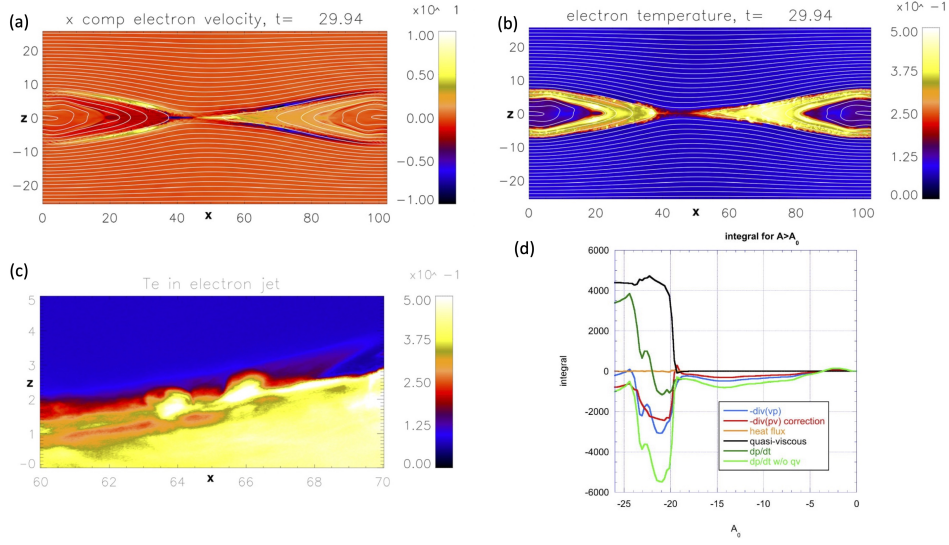 (a)
x comp electron velocity, t= 29.94
x10^ 1
20
10
z 0
-10
-20
0 20 40 60 80 100
x
1.00
0.50
0.00
-0.50
-1.00
(b)
electron temperature, t= 29.94
x10^ -1
20
10
z 0
-10
-20
0 20 40 60 80 100
x
5.00
3.75
2.50
1.25
0.00
(c)
Te in electron jet
x10^ -1
5
4
3
z
2
1
-0
60 62 64 66 68 70
x
5.00
3.75
2.50
1.25
0.00
(d)
integral for A>A0
6000
4000
2000
0
-2000
-4000
-6000
integral
-div(vp)
-div(pv) correction
heat flux
quasi-viscous
dp/dt
dp/dt w/o qv
-25 -20 -15 -10 -5 0
A0